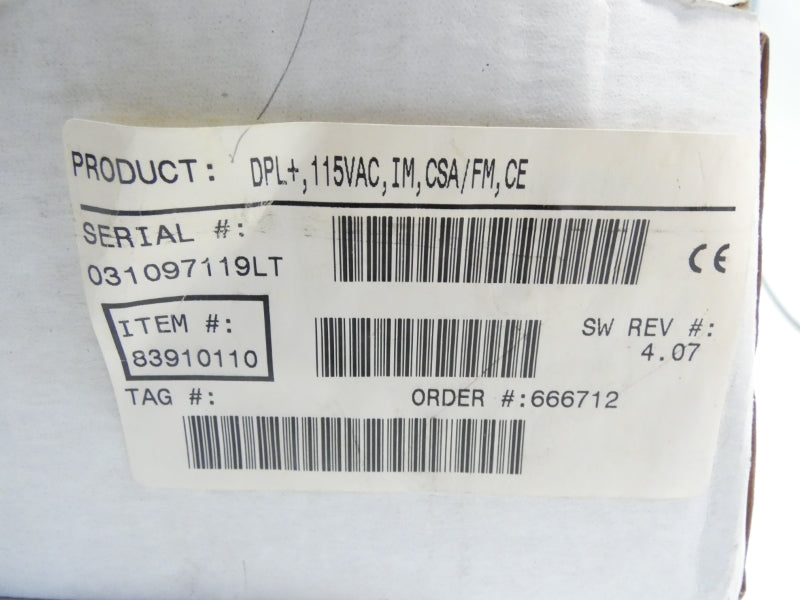 PRODUCT: DPL+,115VAC,IM,CSA/FM,CE
SERIAL #:
031097119LT
CE
ITEM #:
83910110
SW REV #:
4.07
TAG #:
ORDER #:666712